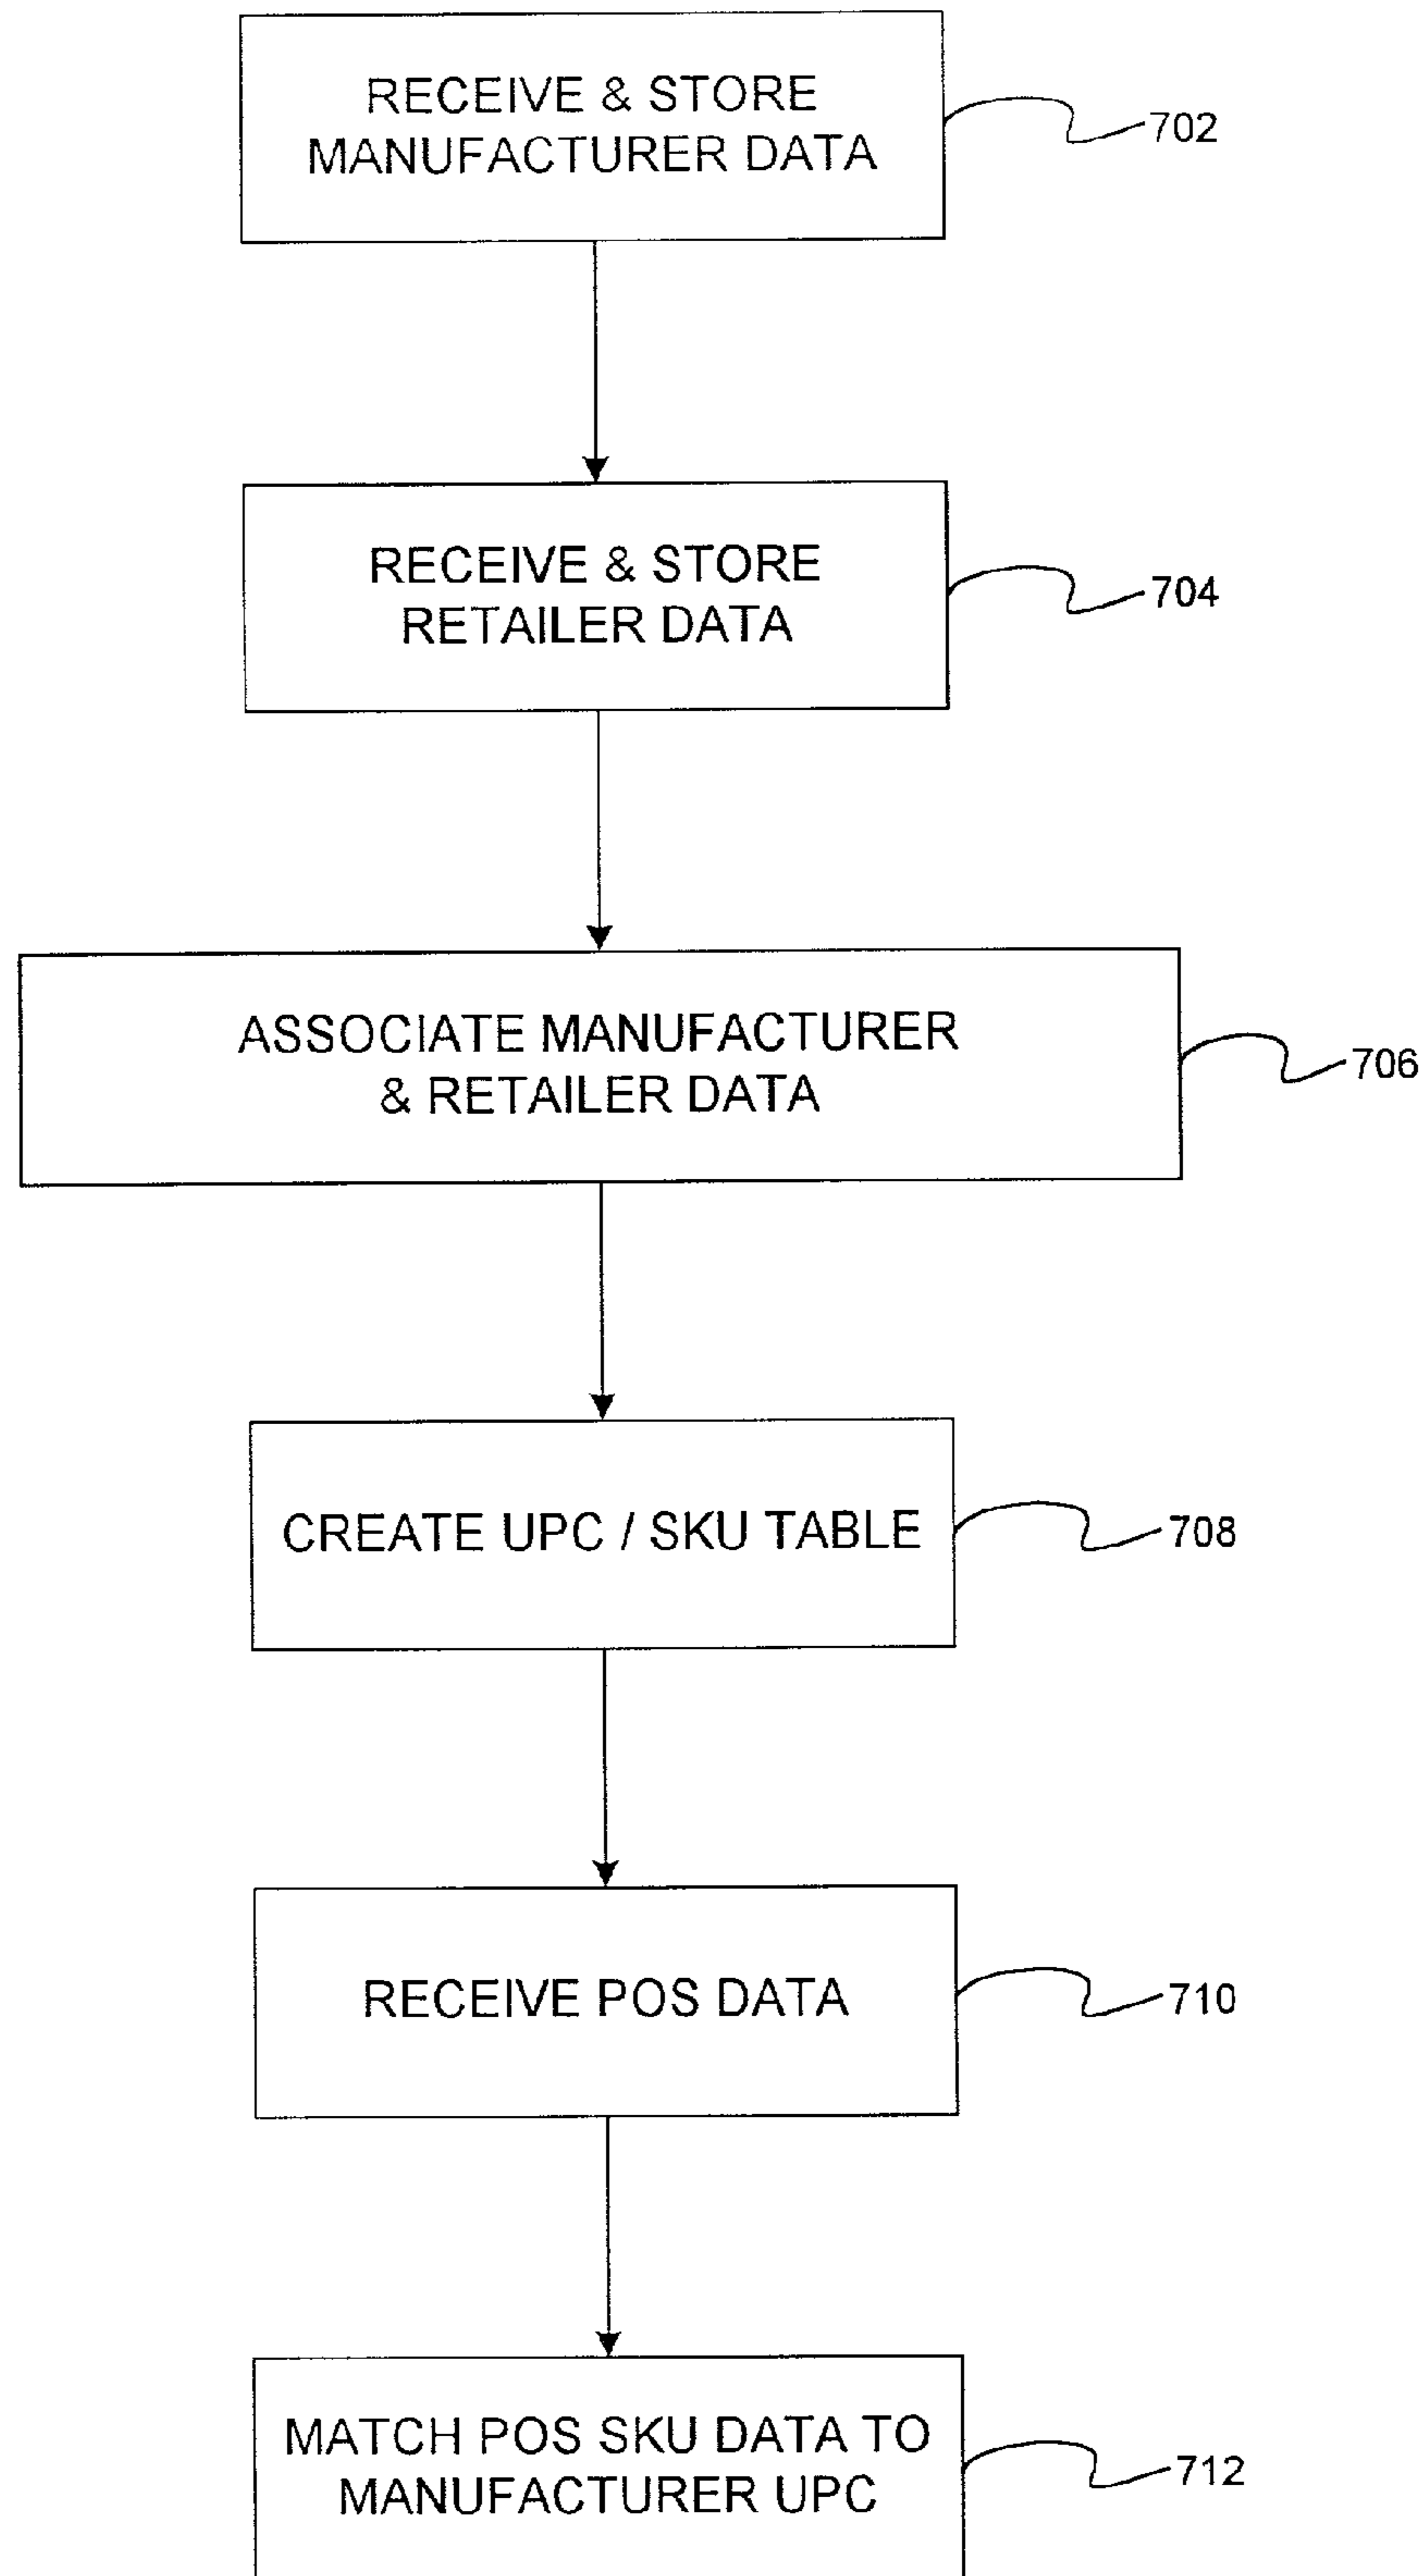 RECEIVE & STORE
MANUFACTURER DATA
702
RECEIVE & STORE
RETAILER DATA
704
ASSOCIATE MANUFACTURER
& RETAILER DATA
706
CREATE UPC / SKU TABLE
708
RECEIVE POS DATA
710
MATCH POS SKU DATA TO
MANUFACTURER UPC
712